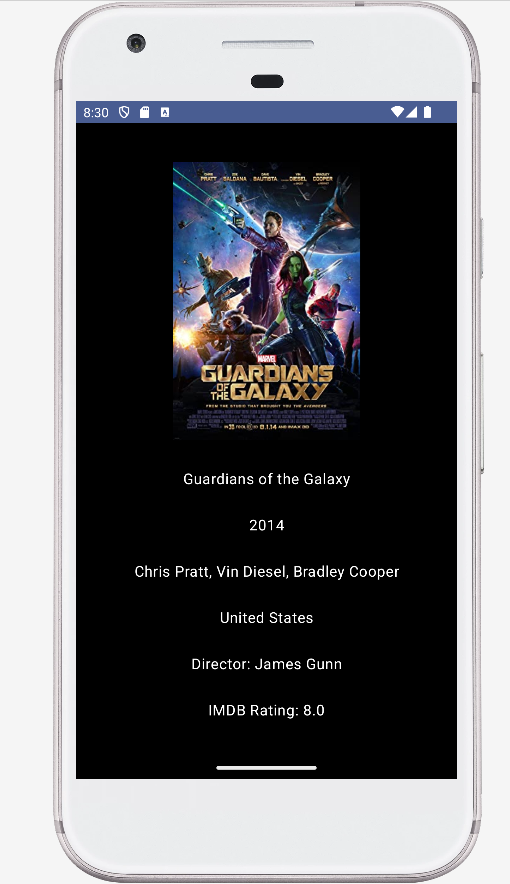 8:30
CHRIS PRATT ZOE SALDANA DAVE BAUTISTA VIN DIESEL BRADLEY COOPER
MARVEL
GUARDIANS
OF THE GALAXY
FROM THE STUDIO THAT BROUGHT YOU THE AVENGERS
8.1.14
Guardians of the Galaxy
2014
Chris Pratt, Vin Diesel, Bradley Cooper
United States
Director: James Gunn
IMDB Rating: 8.0